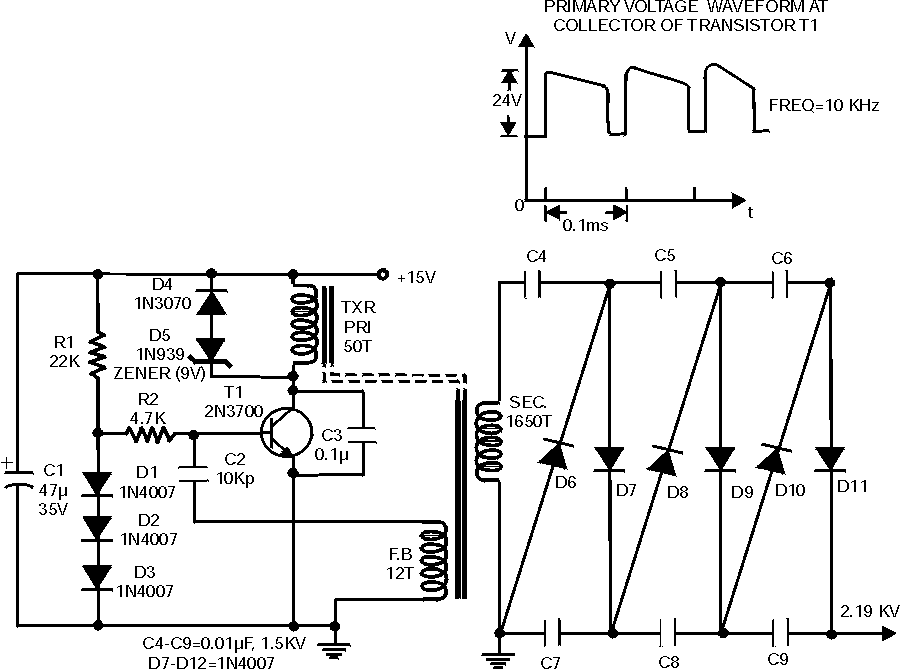 PRIMARY VOLTAGE WAVEFORM AT
COLLECTOR OF TRANSISTOR T1
V
24V
FREQ=10 KHz
0
t
0.1ms
+15V
D4
1N3070
TXR
PRI
50T
R1
22K
D5
1N939
ZENER (9V)
T1
2N3700
R2
4.7K
C3
0.1µ
+
C1
47µ
35V
D1
1N4007
C2
10Kp
D2
1N4007
D3
1N4007
F.B
12T
SEC.
1650T
C4
C5
C6
D6
D7
D8
D9
D10
D11
2.19 KV
C7
C8
C9
C4-C9=0.01µF, 1.5KV
D7-D12=1N4007